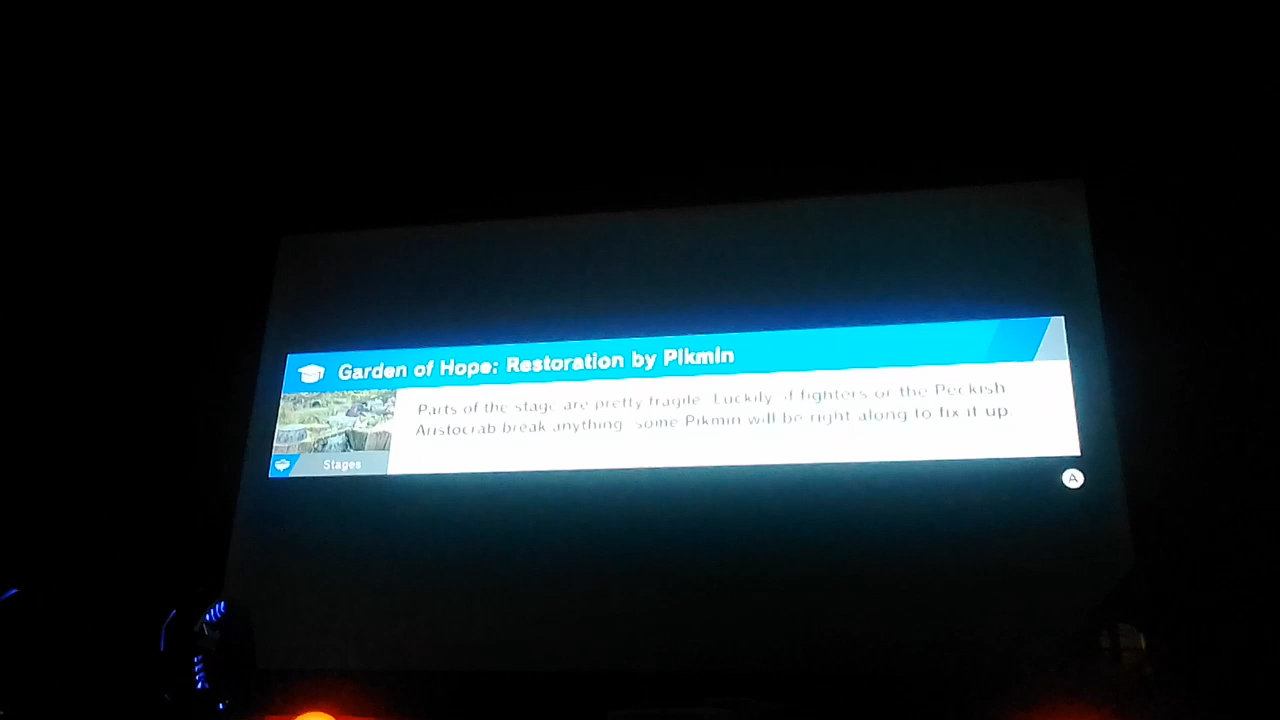 Garden of Hope: Restoration by Pikmin
Parts of the stage are pretty fragile. Luckily, if fighters or the Peckish
Aristocrab break anything, some Pikmin will be right along to fix it up.
Stages
A